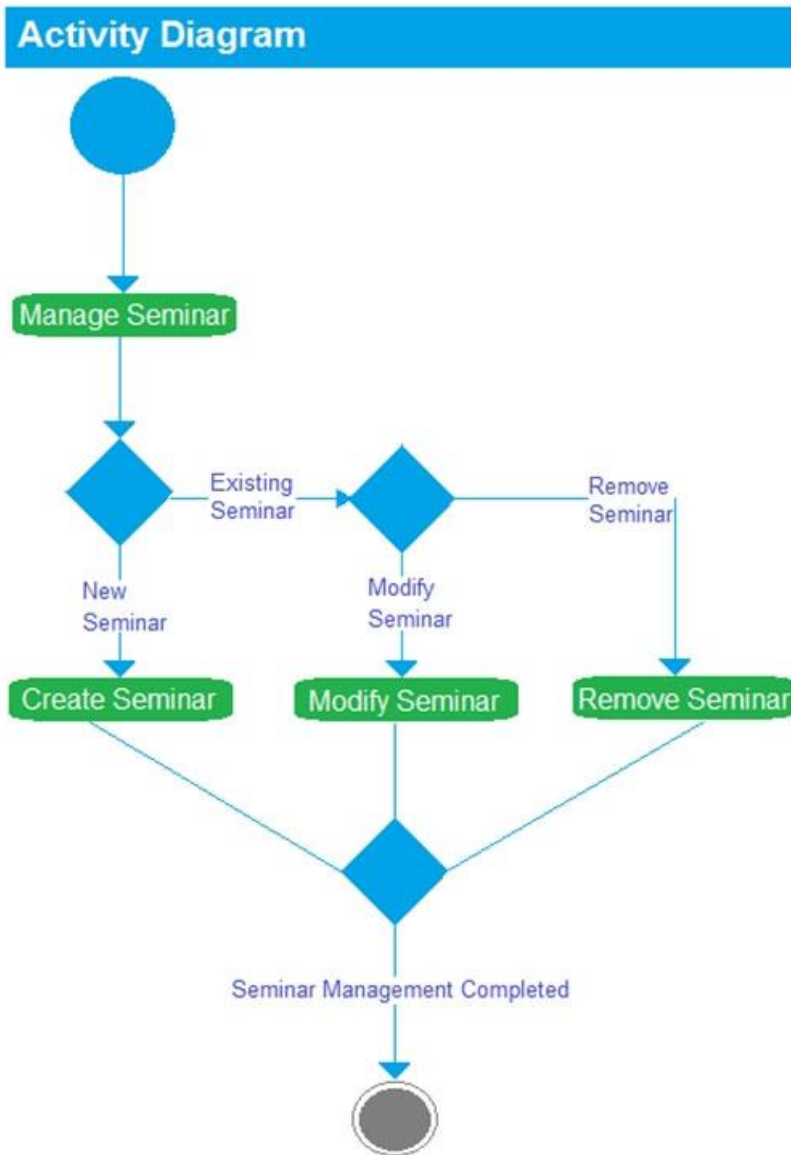 Activity Diagram
Manage Seminar
Existing
Seminar
Remove
Seminar
New
Seminar
Modify
Seminar
Create Seminar
Modify Seminar
Remove Seminar
Seminar Management Completed